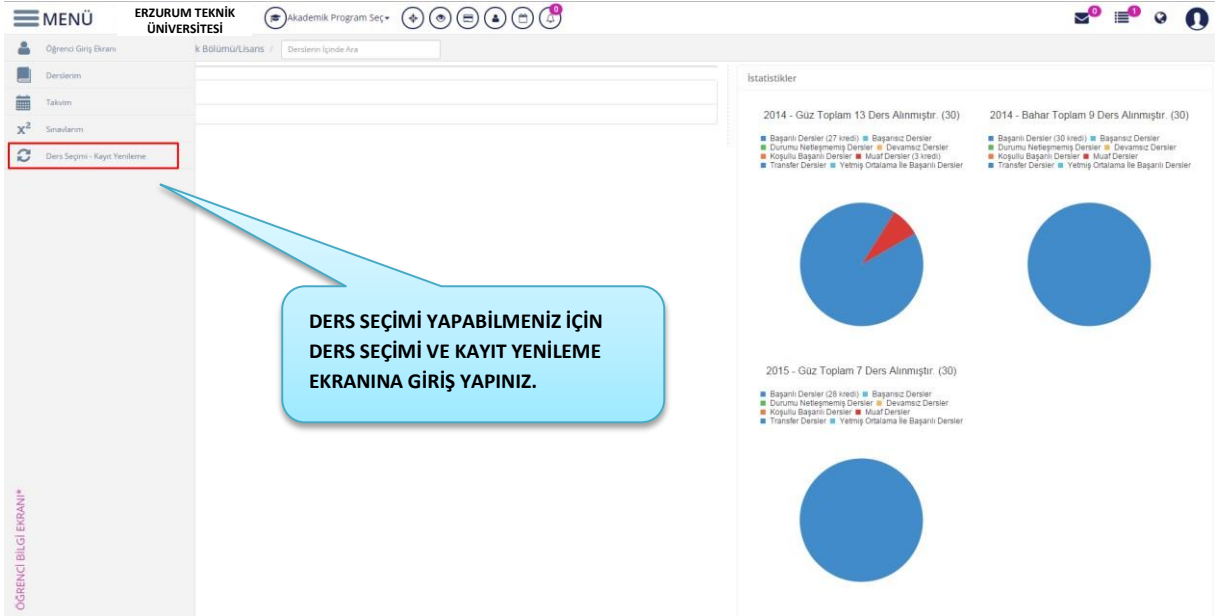 MENÜ
ERZURUM TEKNİK
ÜNİVERSİTESİ
Akademik Program Seç
0
0
1
Öğrenci Giriş Ekranı
k Bölümü/Lisans / Derslerin İçinde Ara
Derslerim
Takvim
Sınavlarım
Ders Seçimi - Kayıt Yenileme
İstatistikler
2014 - Güz Toplam 13 Ders Alınmıştır. (30)
Başarılı Dersler (27 kredi) Başarısız Dersler
Durumu Netleşmemiş Dersler Devamsız Dersler
Koşullu Başarılı Dersler Muaf Dersler (3 kredi)
Transfer Dersler Yetmiş Ortalama İle Başarılı Dersler
2014 - Bahar Toplam 9 Ders Alınmıştır. (30)
Başarılı Dersler (30 kredi) Başarısız Dersler
Durumu Netleşmemiş Dersler Devamsız Dersler
Koşullu Başarılı Dersler Muaf Dersler
Transfer Dersler Yetmiş Ortalama İle Başarılı Dersler
DERS SEÇİMİ YAPABİLMENİZ İÇİN
DERS SEÇİMİ VE KAYIT YENİLEME
EKRANINA GİRİŞ YAPINIZ.
2015 - Güz Toplam 7 Ders Alınmıştır. (30)
Başarılı Dersler (28 kredi) Başarısız Dersler
Durumu Netleşmemiş Dersler Devamsız Dersler
Koşullu Başarılı Dersler Muaf Dersler
Transfer Dersler Yetmiş Ortalama İle Başarılı Dersler
ÖĞRENCİ BİLGİ EKRANI*